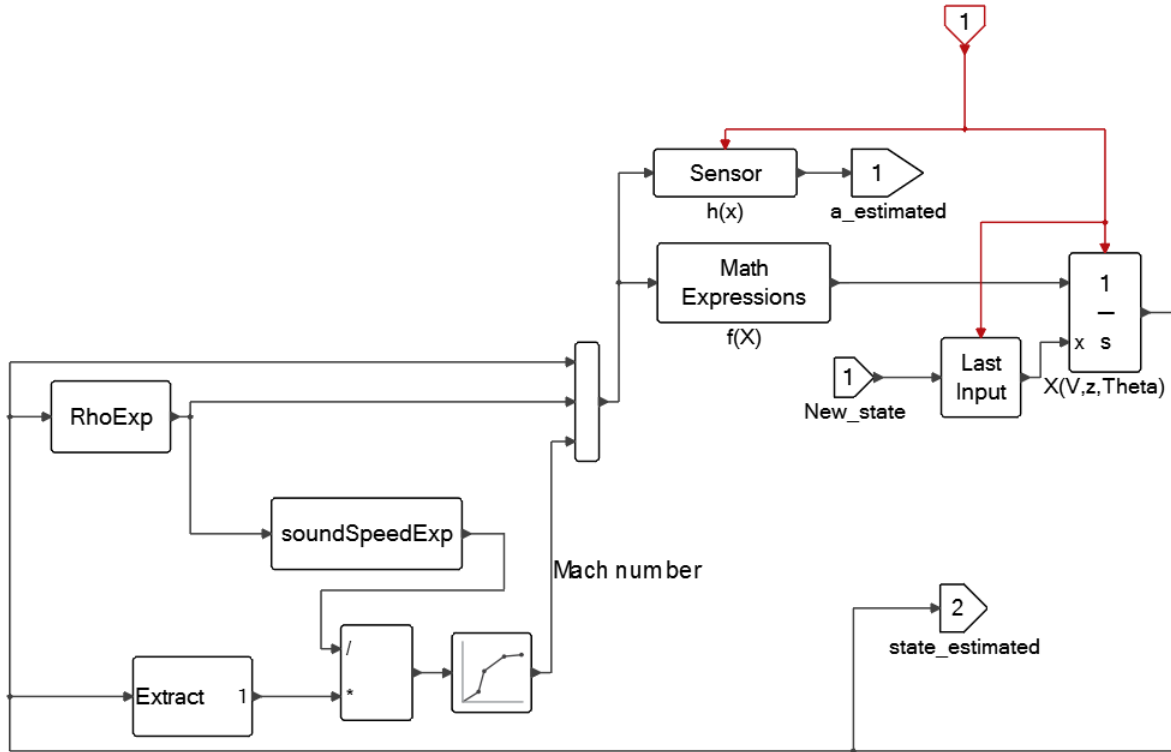 1
Sensor
h(x)
1
a_estimated
Math
Expressions
f(X)
1
s
x
X(V,z,Theta)
Last
Input
1
New_state
RhoExp
soundSpeedExp
Mach number
2
state_estimated
Extract 1
/
*